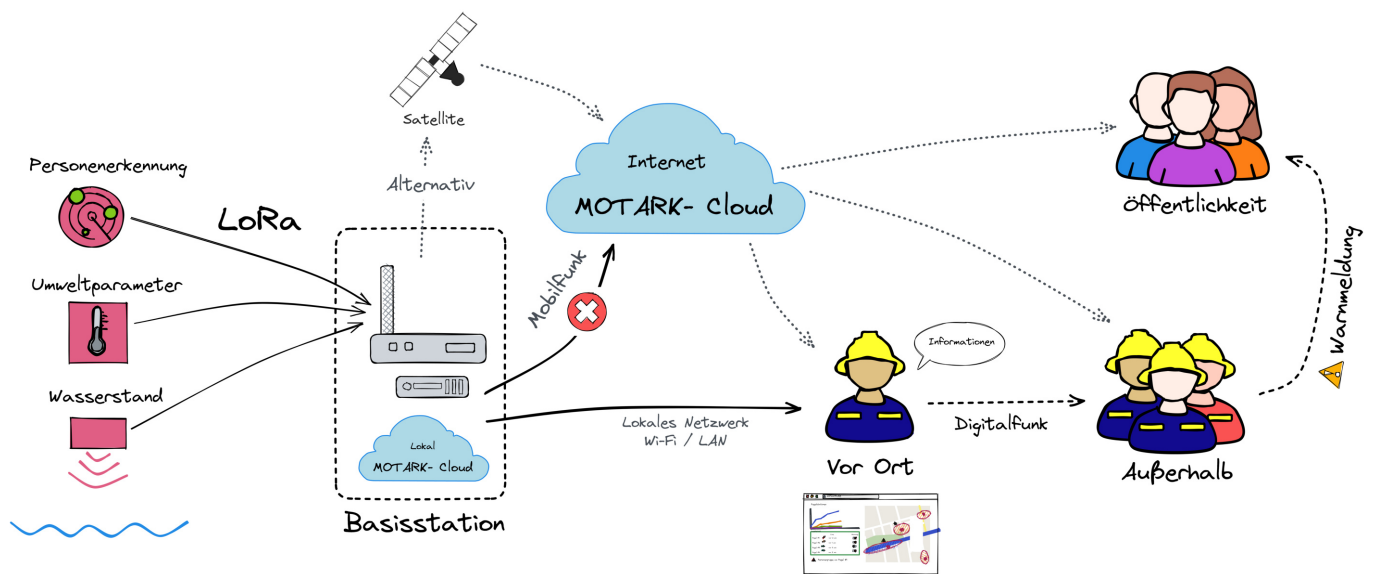 Satellite
Alternativ
Personenerkennung
LoRa
Umweltparameter
Wasserstand
Lokal
MOTARK- Cloud
Basisstation
Mobilfunk
Internet
MOTARK- Cloud
Lokales Netzwerk
Wi-Fi / LAN
Informationen
Vor Ort
Digitalfunk
Außerhalb
Öffentlichkeit
Warnmeldung